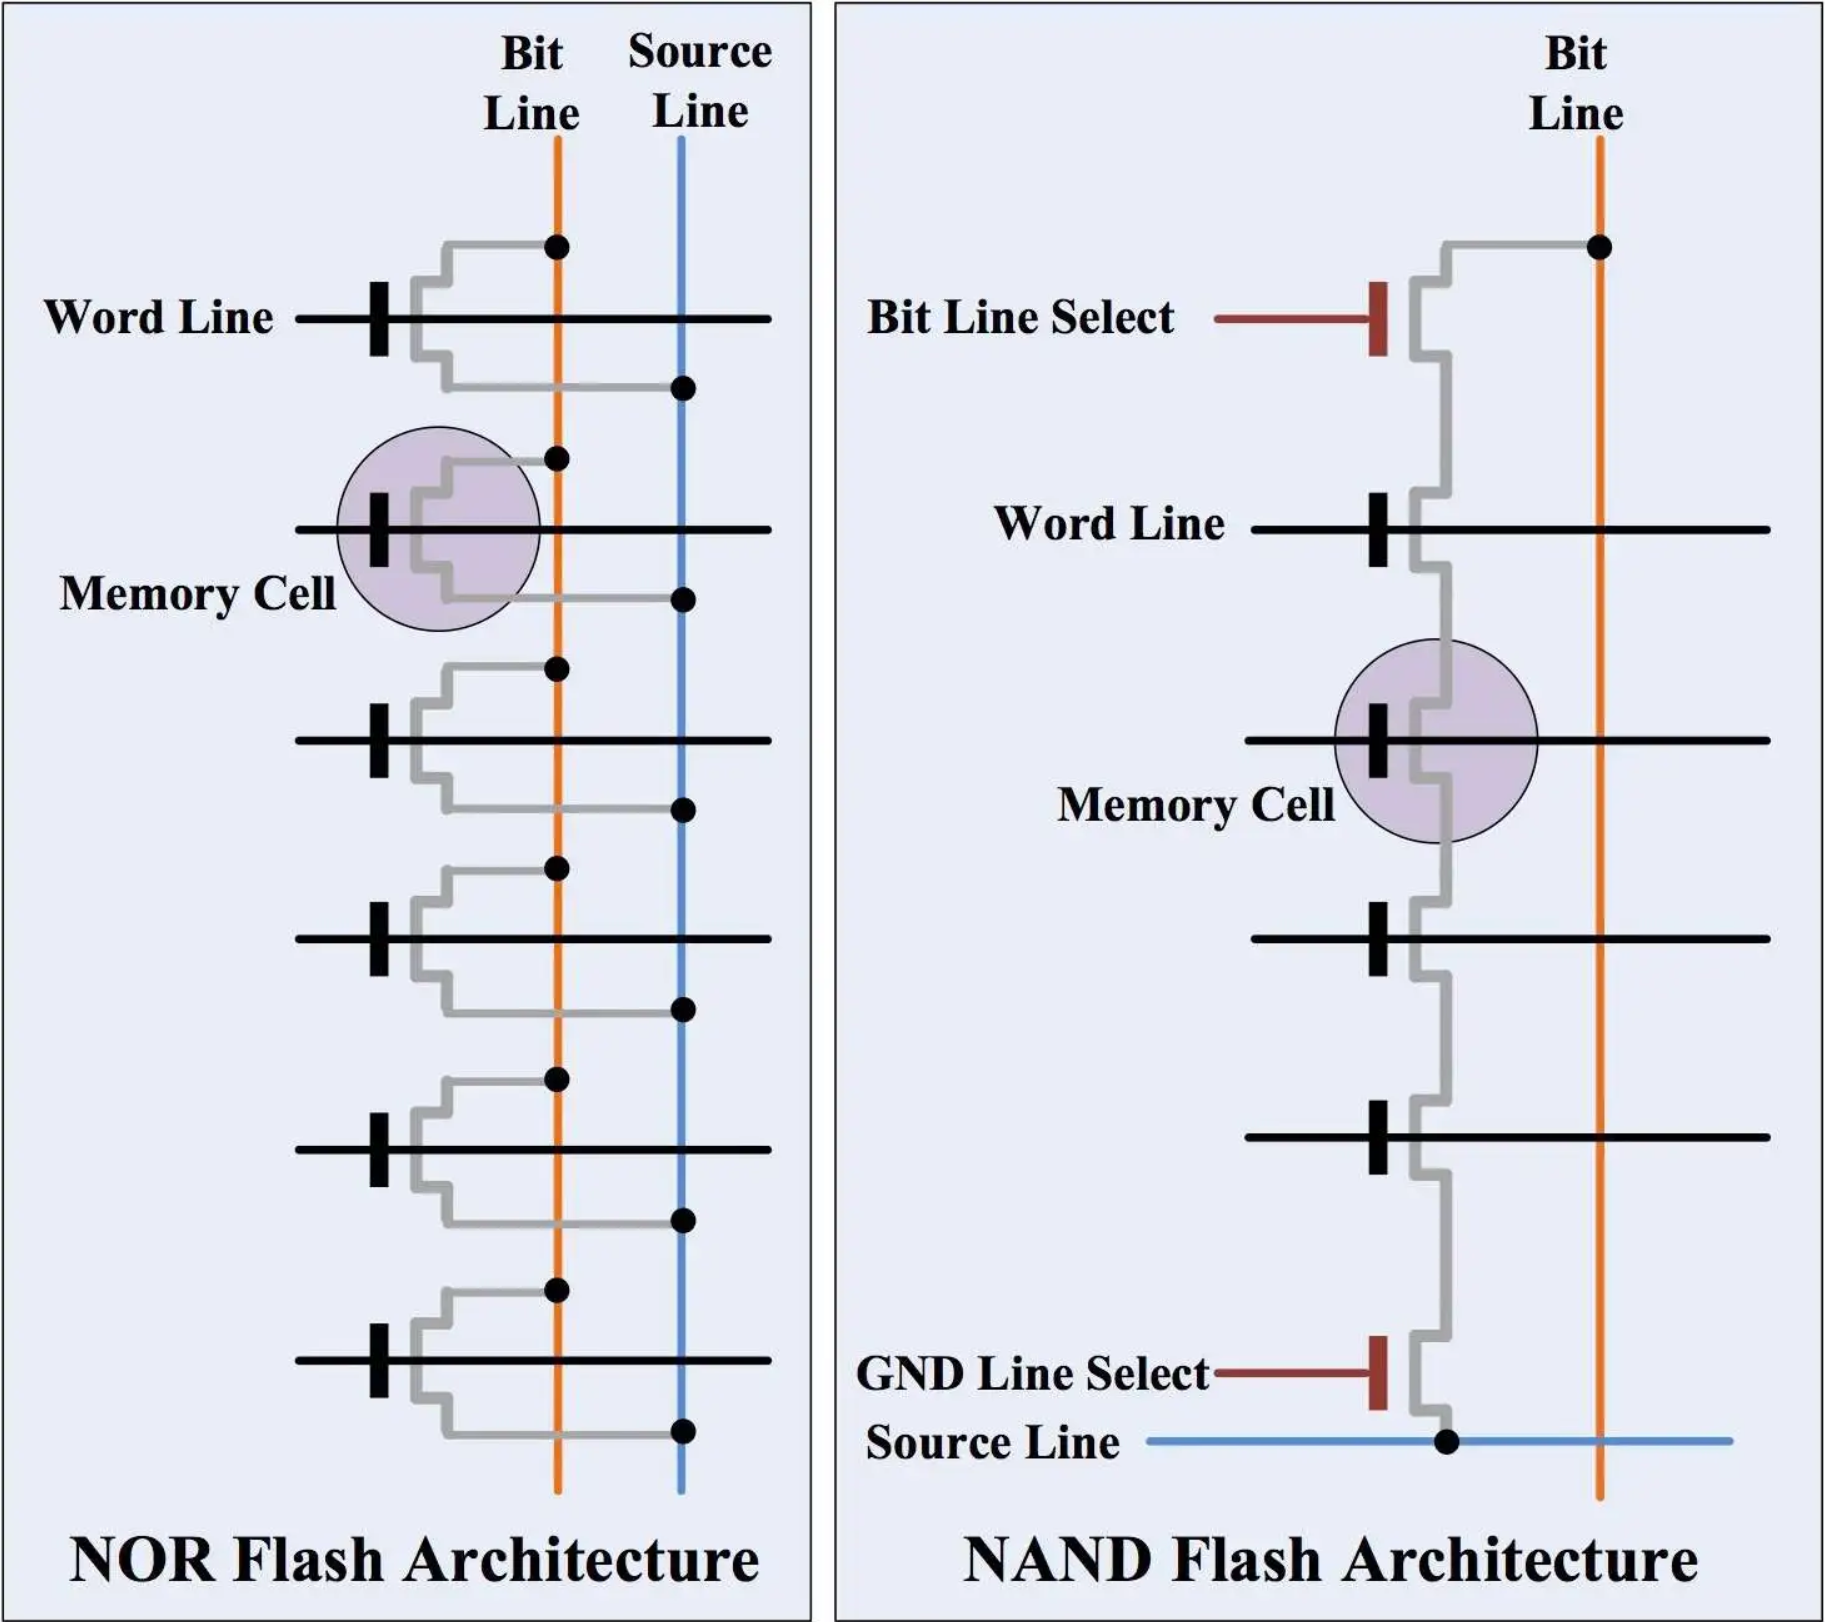 Bit
Line
Source
Line
Word Line
Memory Cell
NOR Flash Architecture
Bit
Line
Bit Line Select
Word Line
Memory Cell
GND Line Select
Source Line
NAND Flash Architecture